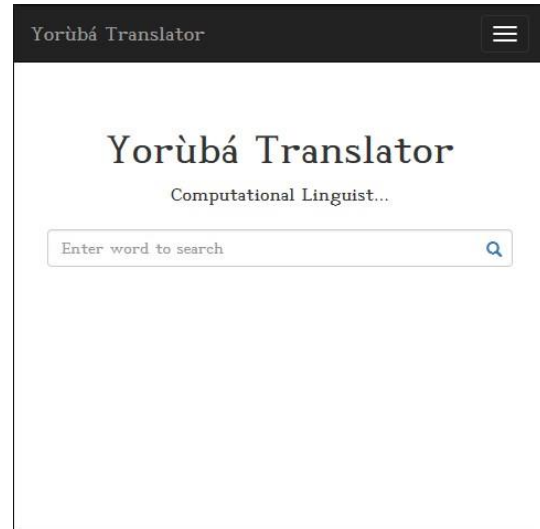 Yorùbá Translator
Yorùbá Translator
Computational Linguist...
Enter word to search